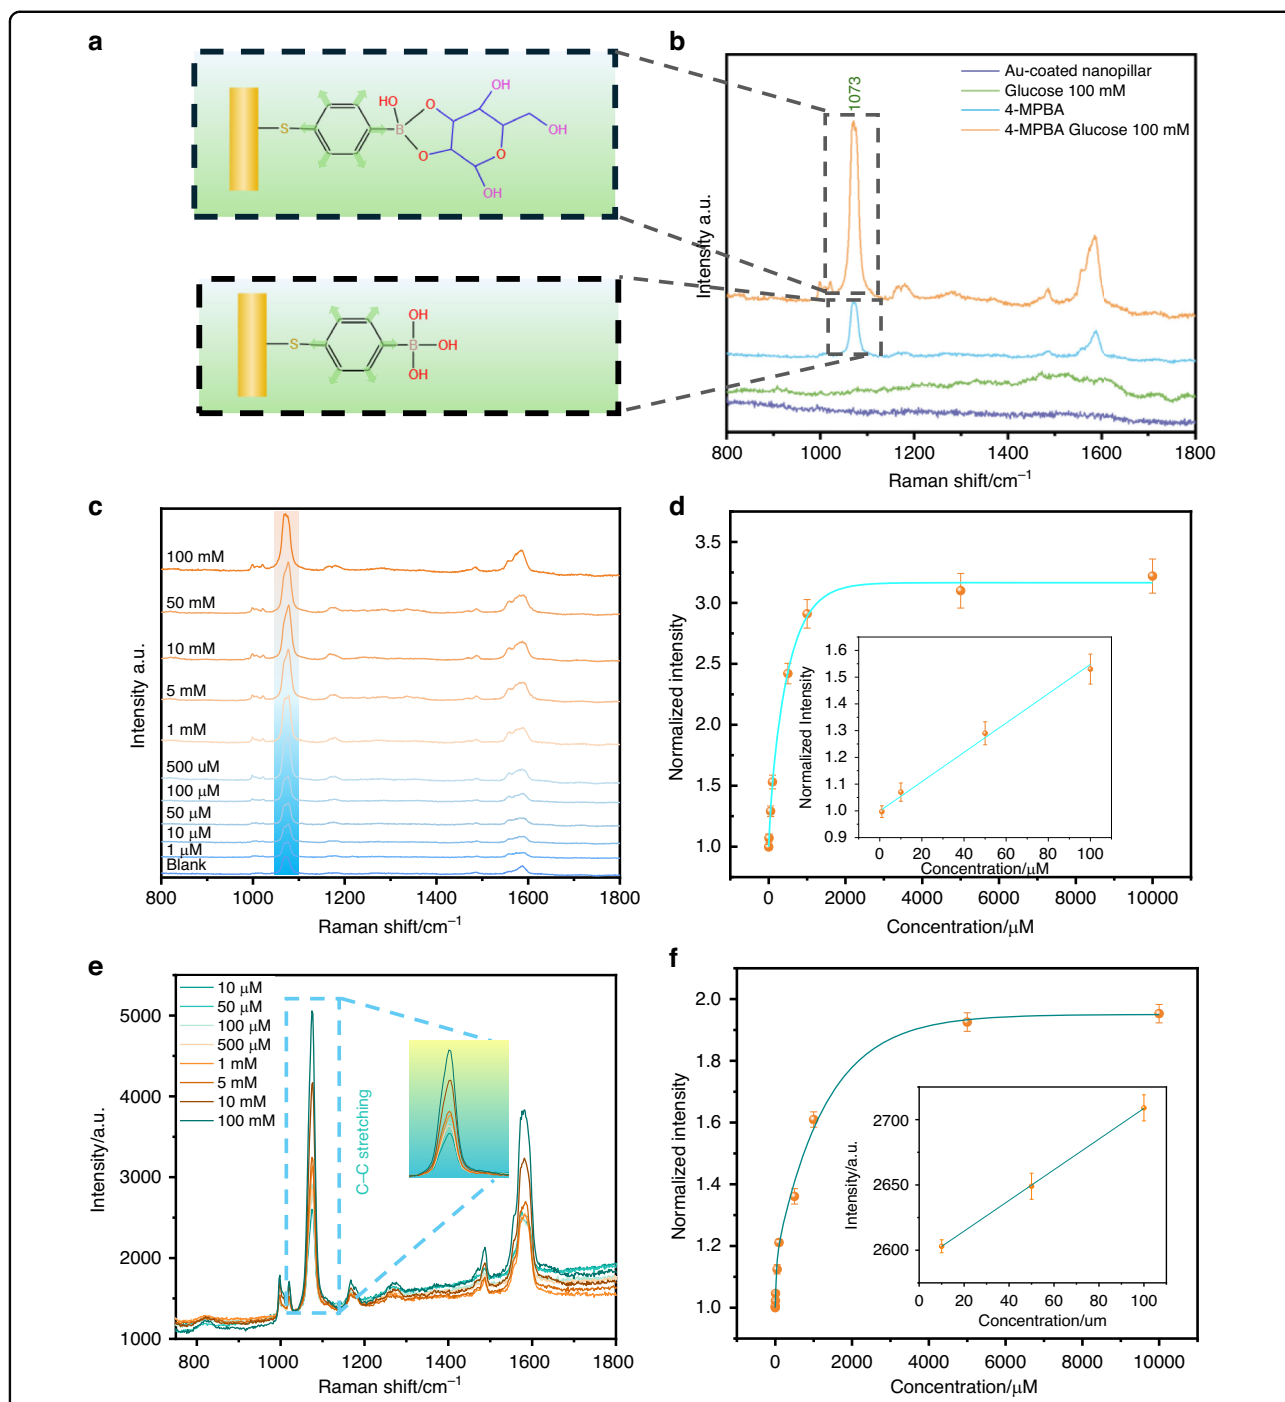 a
S
HO
B
O
O
OH
OH
O
OH
S
B
OH
OH
OH
b
1073
Au-coated nanopillar
Glucose 100 mM
4-MPBA
4-MPBA Glucose 100 mM
Intensity a.u.
800 1000 1200 1400 1600 1800
Raman shift/cm−1
c
Intensity a.u.
100 mM
50 mM
10 mM
5 mM
1 mM
500 uM
100 μM
50 μM
10 μM
1 μM
Blank
800 1000 1200 1400 1600 1800
Raman shift/cm−1
d
Normalized intensity
3.5
3.0
2.5
2.0
1.5
1.0
0 2000 4000 6000 8000 10000
Concentration/μM
Normalized Intensity
1.6
1.5
1.4
1.3
1.2
1.1
1.0
0.9
0 20 40 60 80 100
Concentration/μM
e
10 μM
50 μM
100 μM
500 μM
1 mM
5 mM
10 mM
100 mM
C–C stretching
Intensity/a.u.
5000
4000
3000
2000
1000
1000 1200 1400 1600 1800
Raman shift/cm−1
f
Normalized intensity
2.0
1.8
1.6
1.4
1.2
1.0
0 2000 4000 6000 8000 10000
Concentration/μM
Intensity/a.u.
2700
2650
2600
0 20 40 60 80 100
Concentration/um